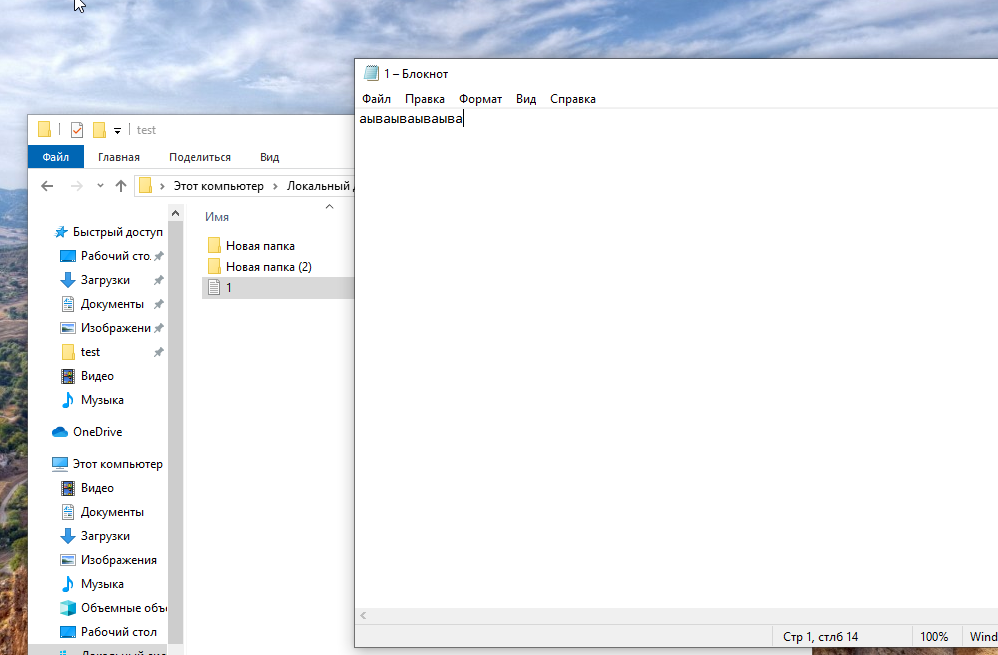 1 – Блокнот
Файл Правка Формат Вид Справка
аываываываыва
Стр 1, стлб 14 100% Wind
test
Файл Главная Поделиться Вид
Этот компьютер Локальный
Имя
Новая папка
Новая папка (2)
1
Быстрый доступ
Рабочий сто
Загрузки
Документы
Изображени
test
Видео
Музыка
OneDrive
Этот компьютер
Видео
Документы
Загрузки
Изображения
Музыка
Объемные объ
Рабочий стол